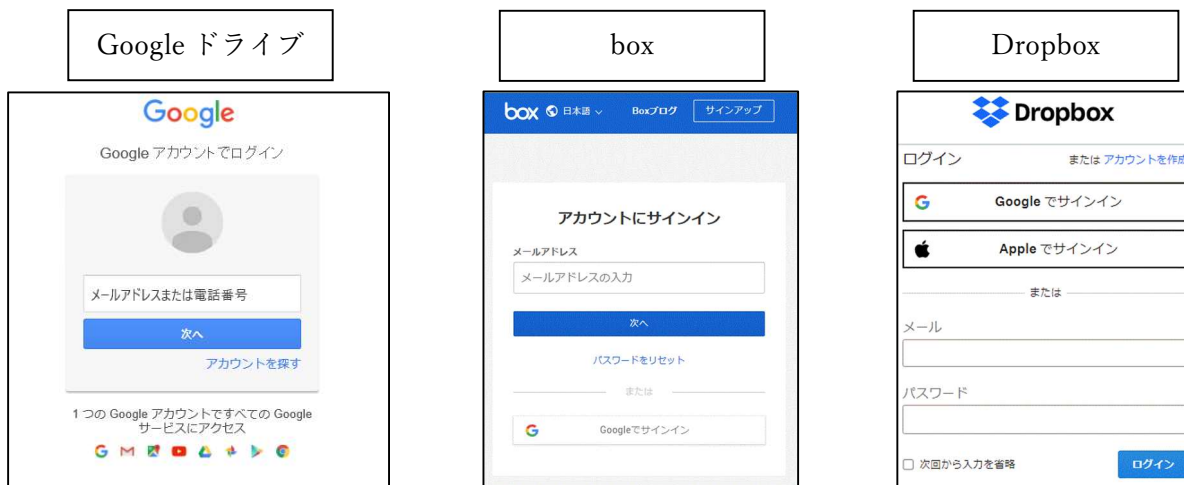 Google ドライブ
Google
Google アカウントでログイン
メールアドレスまたは電話番号
次へ
アカウントを探す
1 つの Google アカウントですべての Google
サービスにアクセス
box
box 日本語 Boxブログ サインアップ
アカウントにサインイン
メールアドレス
メールアドレスの入力
次へ
パスワードをリセット
または
Googleでサインイン
Dropbox
Dropbox
ログイン または アカウントを作成
Google でサインイン
Apple でサインイン
または
メール
パスワード
次回から入力を省略 ログイン